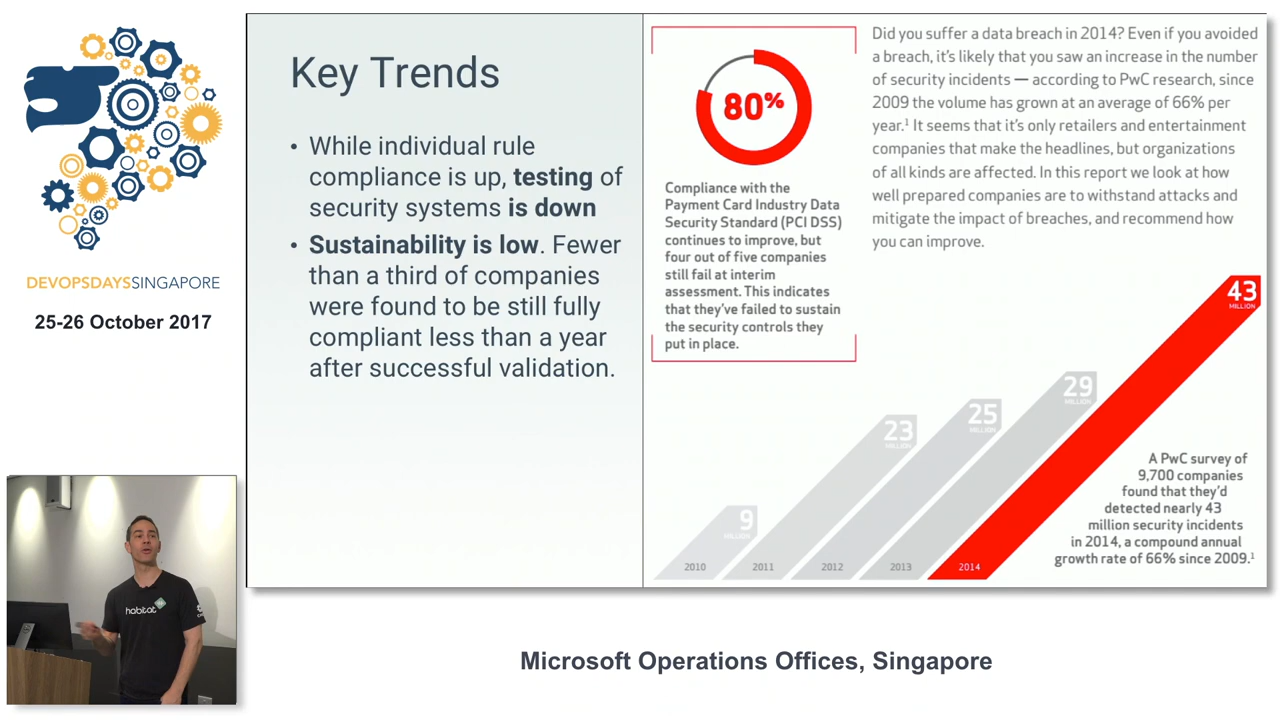 DEVOPSDAYSSINGAPORE
25-26 October 2017
Key Trends
• While individual rule
compliance is up, testing of
security systems is down
• Sustainability is low. Fewer
than a third of companies
were found to be still fully
compliant less than a year
after successful validation.
80%
Compliance with the
Payment Card Industry Data
Security Standard (PCI DSS)
continues to improve, but
four out of five companies
still fail at interim
assessment. This indicates
that they've failed to sustain
the security controls they
put in place.
Did you suffer a data breach in 2014? Even if you avoided
a breach, it's likely that you saw an increase in the number
of security incidents — according to PwC research, since
2009 the volume has grown at an average of 66% per
year.¹ It seems that it's only retailers and entertainment
companies that make the headlines, but organizations
of all kinds are affected. In this report we look at how
well prepared companies are to withstand attacks and
mitigate the impact of breaches, and recommend how
you can improve.
9
MILLION
23
MILLION
25
MILLION
29
MILLION
43
MILLION
2010
2011
2012
2013
2014
A PwC survey of
9,700 companies
found that they'd
detected nearly 43
million security incidents
in 2014, a compound annual
growth rate of 66% since 2009.¹
habitat
Microsoft Operations Offices, Singapore